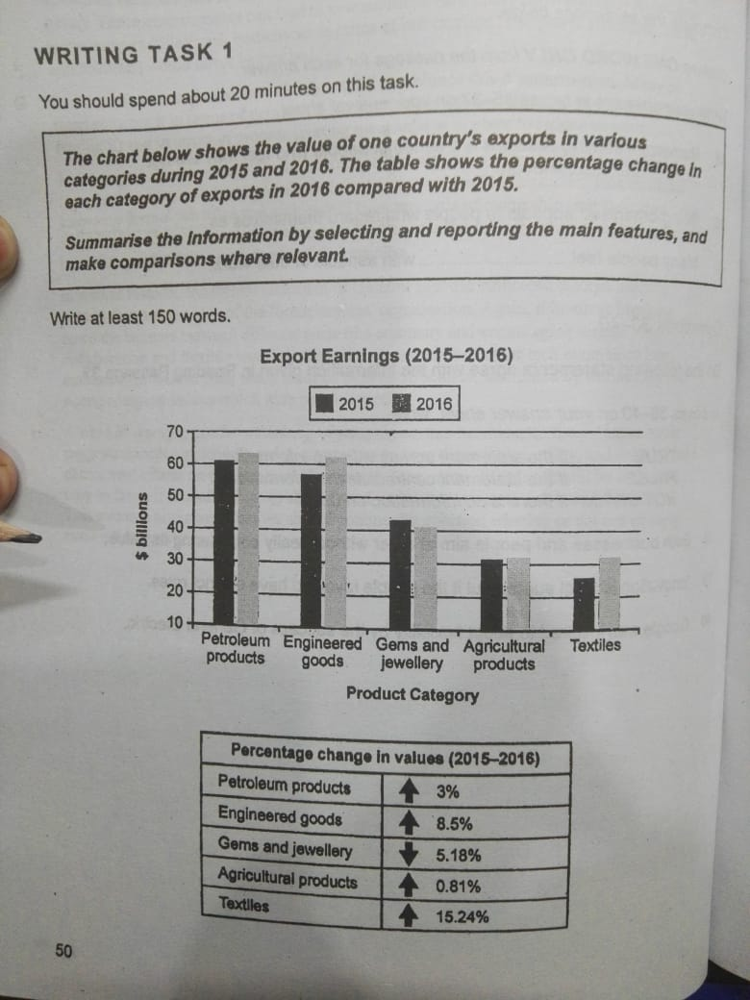 WRITING TASK 1
You should spend about 20 minutes on this task.
The chart below shows the value of one country's exports in various
categories during 2015 and 2016. The table shows the percentage change in
each category of exports in 2016 compared with 2015.
Summarise the information by selecting and reporting the main features, and
make comparisons where relevant.
Write at least 150 words.
Export Earnings (2015–2016)
2015 2016
$ billions
70
60
50
40
30
20
10
Petroleum Engineered Gems and Agricultural Textiles
products goods jewellery products
Product Category
Percentage change in values (2015–2016)
Petroleum products 3%
Engineered goods 8.5%
Gems and jewellery 5.18%
Agricultural products 0.81%
Textiles 15.24%
50